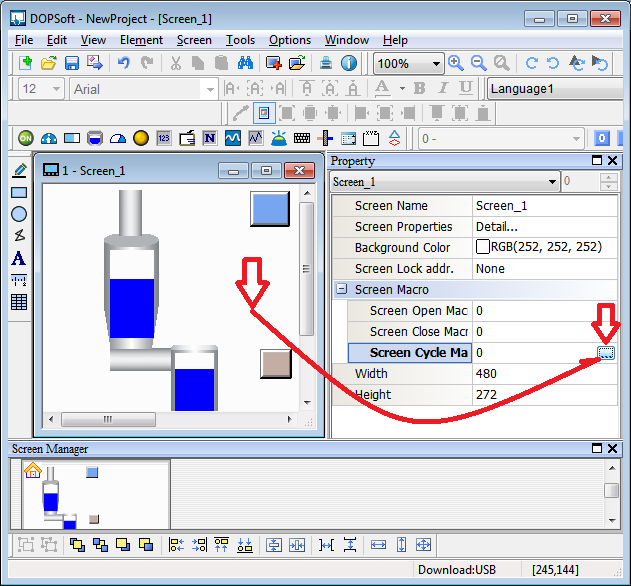 DOPSoft - NewProject - [Screen_1]
File Edit View Element Screen Tools Options Window Help
100%
12 Arial Language1
ON 123 N 0 - 0
1 - Screen_1
Property
Screen_1 0
Screen Name Screen_1
Screen Properties Detail...
Background Color RGB(252, 252, 252)
Screen Lock addr. None
Screen Macro
Screen Open Mac 0
Screen Close Macr 0
Screen Cycle Ma 0
Width 480
Height 272
Screen Manager
Download:USB [245,144]